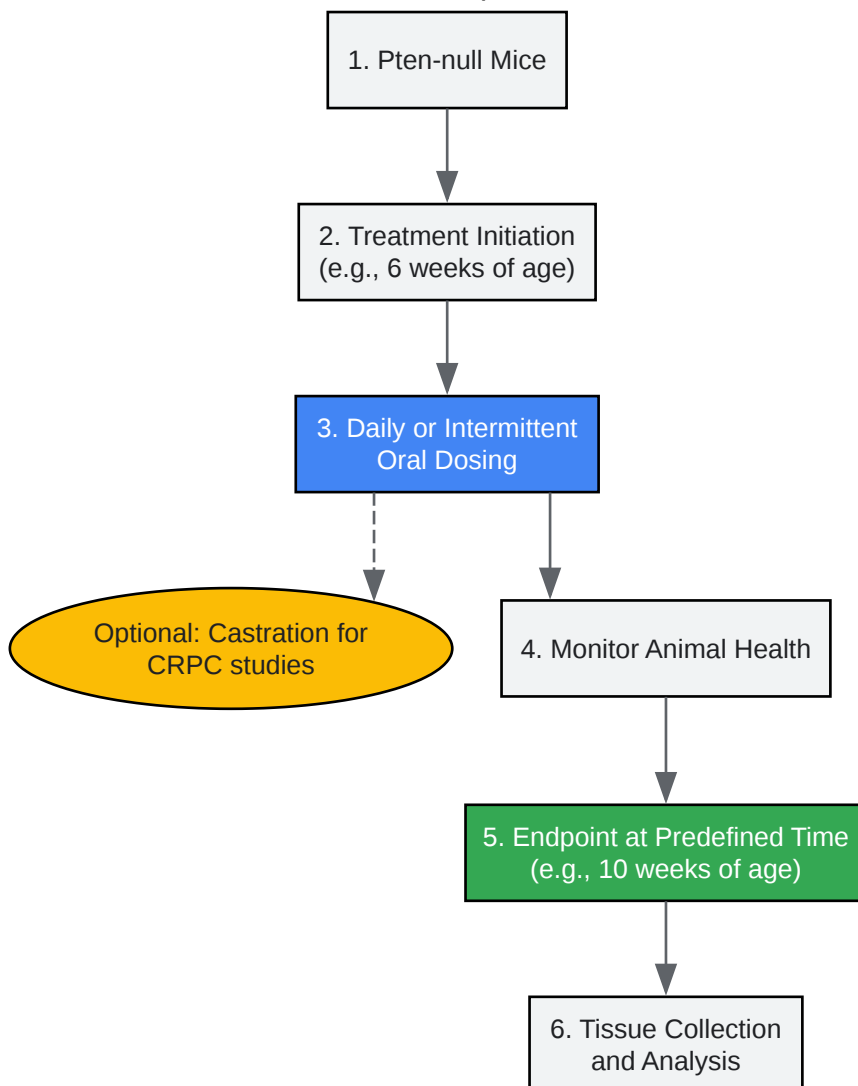 1. Pten-null Mice
2. Treatment Initiation
(e.g., 6 weeks of age)
3. Daily or Intermittent
Oral Dosing
Optional: Castration for
CRPC studies
4. Monitor Animal Health
5. Endpoint at Predefined Time
(e.g., 10 weeks of age)
6. Tissue Collection
and Analysis